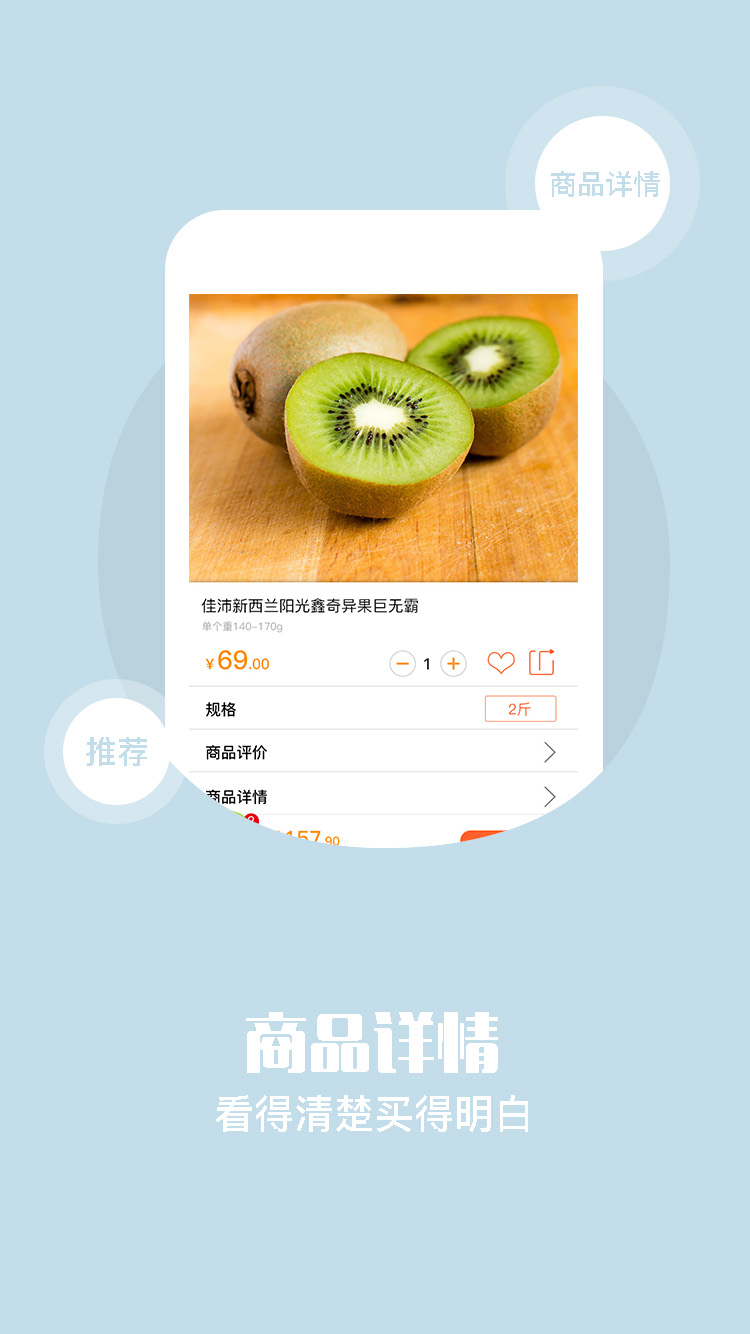 商品详情
佳沛新西兰阳光鑫奇异果巨无霸
单个重140-170g
¥69.00
1
规格
2斤
商品评价
推荐
商品详情
157.90
商品详情
看得清楚买得明白